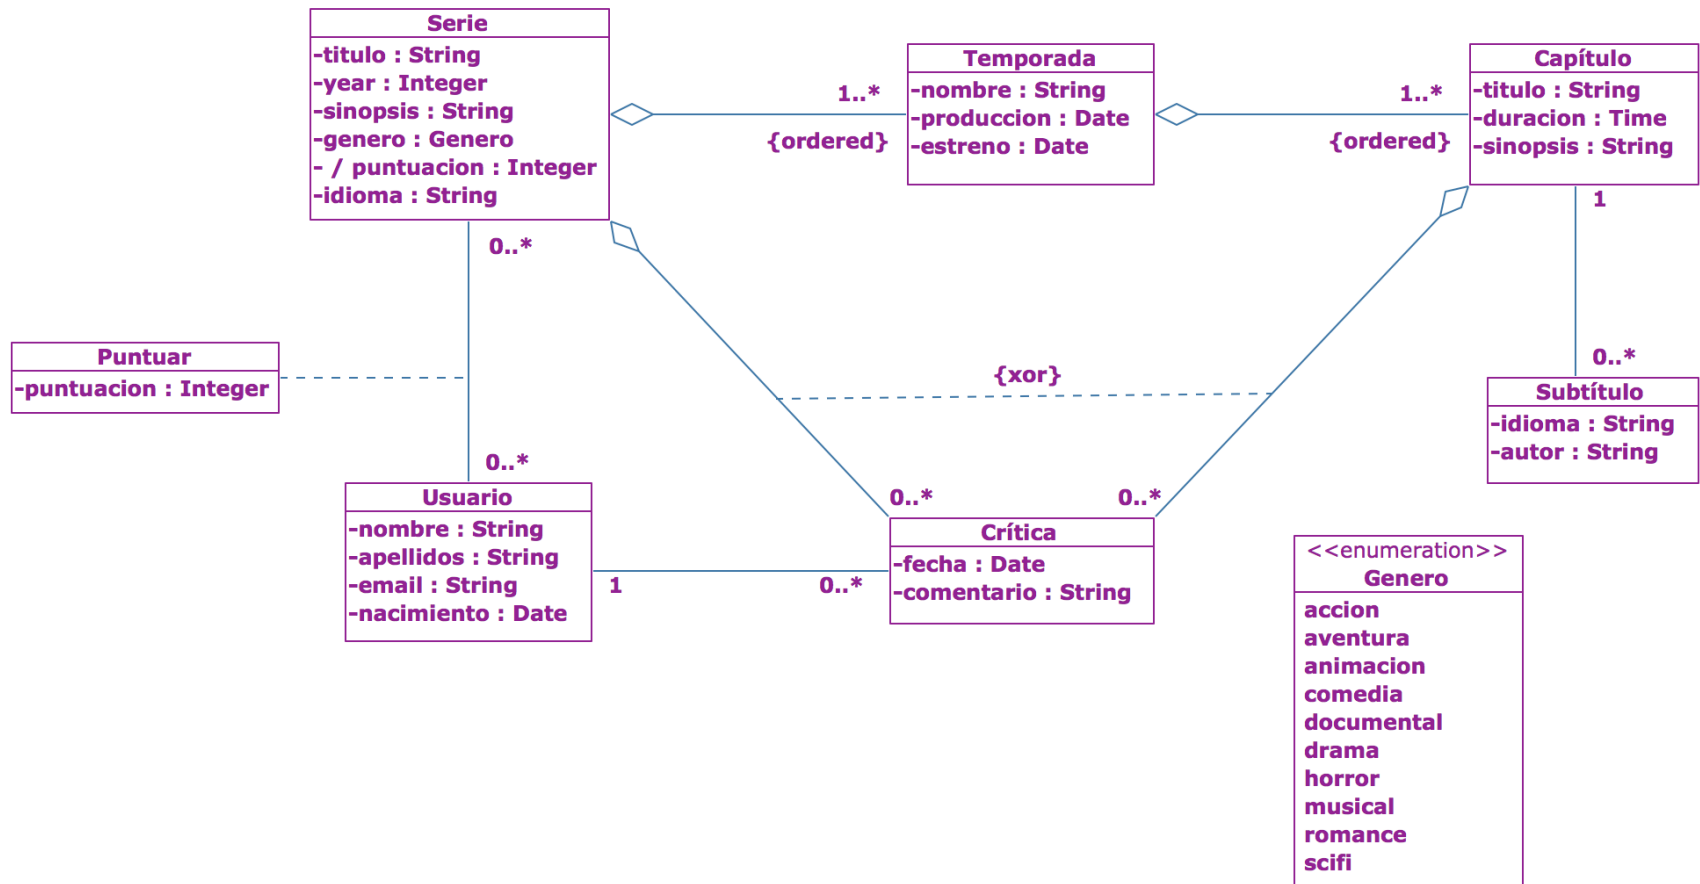 Serie
-titulo : String
-year : Integer
-sinopsis : String
-genero : Genero
- / puntuacion : Integer
-idioma : String
1..*
{ordered}
Temporada
-nombre : String
-produccion : Date
-estreno : Date
1..*
{ordered}
Capítulo
-titulo : String
-duracion : Time
-sinopsis : String
0..*
1
Puntuar
-puntuacion : Integer
{xor}
0..*
Subtítulo
-idioma : String
-autor : String
0..*
Usuario
-nombre : String
-apellidos : String
-email : String
-nacimiento : Date
1
0..*
0..*
0..*
Crítica
-fecha : Date
-comentario : String
<<enumeration>>
Genero
accion
aventura
animacion
comedia
documental
drama
horror
musical
romance
scifi